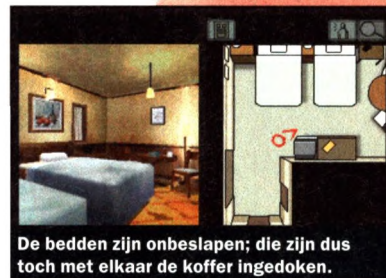 De bedden zijn onbeslapen; die zijn dus
toch met elkaar de koffer ingedoken.